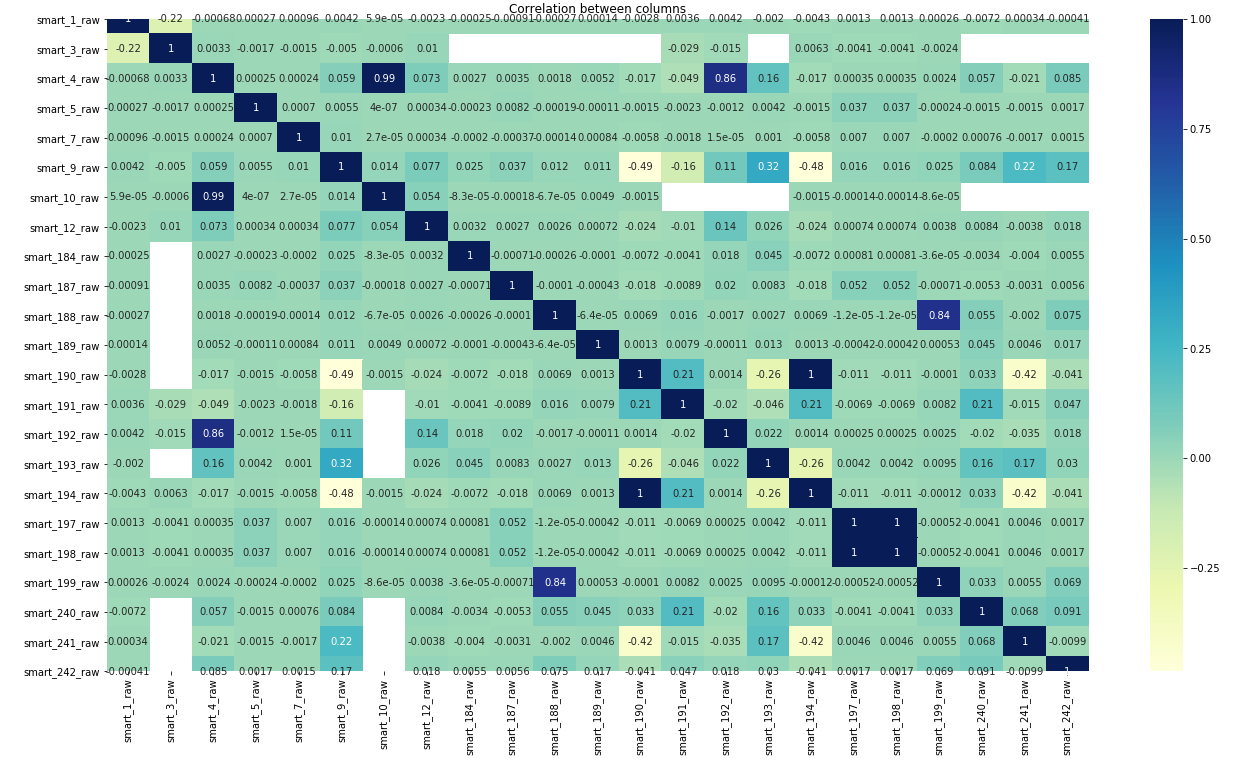 Correlation between columns
smart_1_raw 1 -0.22 -0.00068 0.00027 0.00096 0.0042 5.9e-05 -0.0023 -0.00025 -0.00091 0.00027 0.00014 -0.0028 0.0036 0.0042 -0.002 -0.0043 0.0013 0.0013 0.00026 -0.0072 0.00034 -0.00041
smart_3_raw -0.22 1 0.0033 -0.0017 -0.0015 -0.005 -0.0006 0.01 -0.029 -0.015 0.0063 -0.0041 -0.0041 -0.0024
smart_4_raw -0.00068 0.0033 1 0.00025 0.00024 0.059 0.99 0.073 0.0027 0.0035 0.0018 0.0052 -0.017 -0.049 0.86 0.16 -0.017 0.00035 0.00035 0.0024 0.057 -0.021 0.085
smart_5_raw 0.00027 -0.0017 0.00025 1 0.0007 0.0055 4e-07 0.00034 -0.00023 0.0082 -0.00019 -0.00011 -0.0015 -0.0023 -0.0012 0.0042 -0.0015 0.037 0.037 -0.00024 -0.0015 -0.0015 0.0017
smart_7_raw 0.00096 -0.0015 0.00024 0.0007 1 0.01 2.7e-05 0.00034 -0.0002 -0.00037 -0.00014 0.00084 -0.0058 -0.0018 1.5e-05 0.001 -0.0058 0.007 0.007 -0.0002 0.00076 -0.0017 0.0015
smart_9_raw 0.0042 -0.005 0.059 0.0055 0.01 1 0.014 0.077 0.025 0.037 0.012 0.011 -0.49 -0.16 0.11 0.32 -0.48 0.016 0.016 0.025 0.084 0.22 0.17
smart_10_raw 5.9e-05 -0.0006 0.99 4e-07 2.7e-05 0.014 1 0.054 -8.3e-05 -0.00018 -6.7e-05 0.0049 -0.0015 -0.0015 -0.00014 -0.00014 -8.6e-05
smart_12_raw -0.0023 0.01 0.073 0.00034 0.00034 0.077 0.054 1 0.0032 0.0027 0.0026 0.00072 -0.024 -0.01 0.14 0.026 -0.024 0.00074 0.00074 0.0038 0.0084 -0.0038 0.018
smart_184_raw -0.00025 0.0027 -0.00023 -0.0002 0.025 -8.3e-05 0.0032 1 -0.00071 -0.0026 -0.0001 -0.0072 -0.0041 0.018 0.045 -0.0072 0.00081 0.00081 -3.6e-05 -0.0034 -0.004 0.0055
smart_187_raw -0.00091 0.0035 0.0082 -0.00037 0.037 -0.00018 0.0027 -0.00071 1 -0.0001 -0.00043 -0.018 -0.0089 0.02 0.0083 -0.018 0.052 0.052 -0.00071 -0.0053 -0.0031 0.0056
smart_188_raw 0.00027 0.0018 -0.00019 -0.00014 0.012 -6.7e-05 0.0026 -0.0026 -0.0001 1 -6.4e-05 0.0069 0.016 -0.0017 0.0027 0.0069 -1.2e-05 -1.2e-05 0.84 0.055 -0.002 0.075
smart_189_raw 0.00014 0.0052 -0.00011 0.00084 0.011 0.0049 0.00072 -0.0001 -0.00043 -6.4e-05 1 0.0013 0.0079 -0.00011 0.013 0.0013 -0.00042 -0.00042 0.00053 0.045 0.0046 0.017
smart_190_raw -0.0028 -0.017 -0.0015 -0.0058 -0.49 -0.0015 -0.024 -0.0072 -0.018 0.0069 0.0013 1 0.21 0.0014 -0.26 1 -0.011 -0.011 -0.0001 0.033 -0.42 -0.041
smart_191_raw 0.0036 -0.029 -0.049 -0.0023 -0.0018 -0.16 -0.01 -0.0041 -0.0089 0.016 0.0079 0.21 1 -0.02 -0.046 0.21 -0.0069 -0.0069 0.0082 0.21 -0.015 0.047
smart_192_raw 0.0042 -0.015 0.86 -0.0012 1.5e-05 0.11 0.14 0.018 0.02 -0.0017 -0.00011 0.0014 -0.02 1 0.022 0.0014 0.00025 0.00025 0.0025 -0.02 -0.035 0.018
smart_193_raw -0.002 0.16 0.0042 0.001 0.32 0.026 0.045 0.0083 0.0027 0.013 -0.26 -0.046 0.022 1 -0.26 0.0042 0.0042 0.0095 0.16 0.17 0.03
smart_194_raw -0.0043 0.0063 -0.017 -0.0015 -0.0058 -0.48 -0.0015 -0.024 -0.0072 -0.018 0.0069 0.0013 1 0.21 0.0014 -0.26 1 -0.011 -0.011 -0.00012 0.033 -0.42 -0.041
smart_197_raw 0.0013 -0.0041 0.00035 0.037 0.007 0.016 -0.00014 0.00074 0.00081 0.052 -1.2e-05 -0.00042 -0.011 -0.0069 0.00025 0.0042 -0.011 1 1 -0.00052 -0.0041 0.0046 0.0017
smart_198_raw 0.0013 -0.0041 0.00035 0.037 0.007 0.016 -0.00014 0.00074 0.00081 0.052 -1.2e-05 -0.00042 -0.011 -0.0069 0.00025 0.0042 -0.011 1 1 -0.00052 -0.0041 0.0046 0.0017
smart_199_raw 0.00026 -0.0024 0.0024 -0.00024 -0.0002 0.025 -8.6e-05 0.0038 -3.6e-05 -0.00071 0.84 0.00053 -0.0001 0.0082 0.0025 0.0095 -0.00012 -0.00052 -0.00052 1 0.033 0.0055 0.069
smart_240_raw -0.0072 0.057 -0.0015 0.00076 0.084 0.0084 -0.0034 -0.0053 0.055 0.045 0.033 0.21 -0.02 0.16 0.033 -0.0041 -0.0041 0.033 1 0.068 0.091
smart_241_raw 0.00034 -0.021 -0.0015 -0.0017 0.22 -0.0038 -0.004 -0.0031 -0.002 0.0046 -0.42 -0.015 -0.035 0.17 -0.42 0.0046 0.0046 0.0055 0.068 1 -0.0099
smart_242_raw -0.00041 0.085 0.0017 0.0015 0.17 0.018 0.0055 0.0056 0.075 0.017 -0.041 0.047 0.018 0.03 -0.041 0.0017 0.0017 0.069 0.091 -0.0099 1
smart_1_raw smart_3_raw smart_4_raw smart_5_raw smart_7_raw smart_9_raw smart_10_raw smart_12_raw smart_184_raw smart_187_raw smart_188_raw smart_189_raw smart_190_raw smart_191_raw smart_192_raw smart_193_raw smart_194_raw smart_197_raw smart_198_raw smart_199_raw smart_240_raw smart_241_raw smart_242_raw
1.00
0.75
0.50
0.25
0.00
-0.25